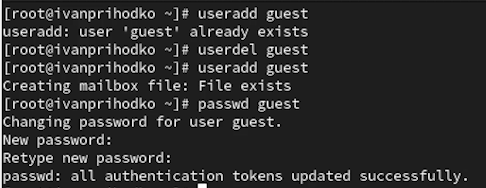 [root@ivanprihodko ~]# useradd guest
useradd: user 'guest' already exists
[root@ivanprihodko ~]# userdel guest
[root@ivanprihodko ~]# useradd guest
Creating mailbox file: File exists
[root@ivanprihodko ~]# passwd guest
Changing password for user guest.
New password:
Retype new password:
passwd: all authentication tokens updated successfully.